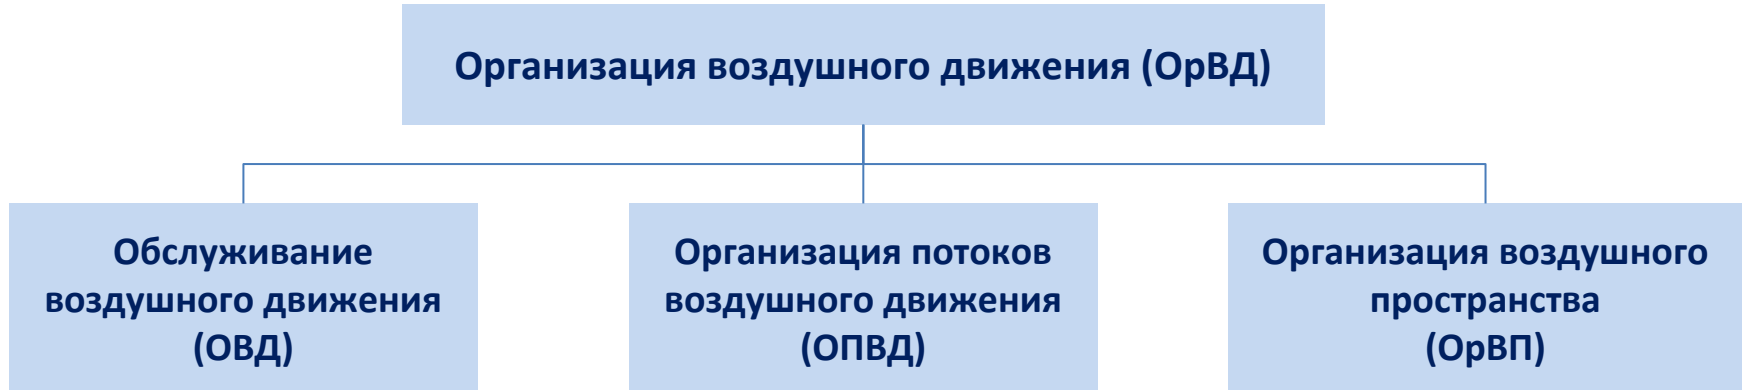 Организация воздушного движения (ОрВД)
Обслуживание
воздушного движения
(ОВД)
Организация потоков
воздушного движения
(ОПВД)
Организация воздушного
пространства
(ОрВП)